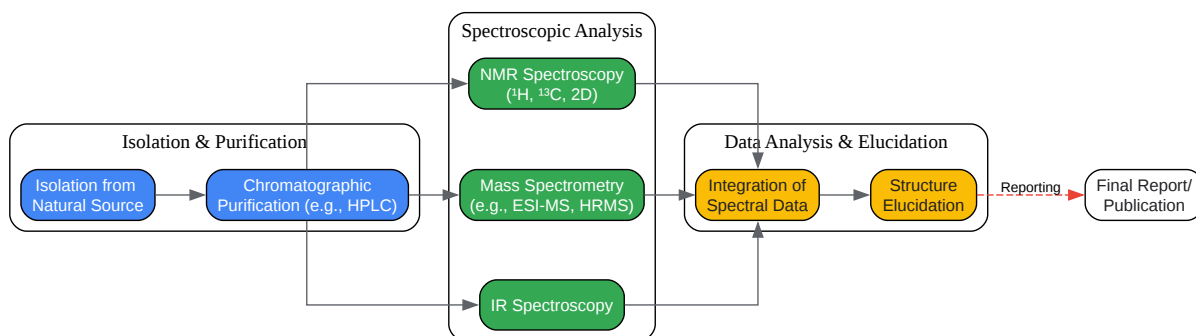 Spectroscopic Analysis
NMR Spectroscopy
(¹H, ¹³C, 2D)
Isolation & Purification
Data Analysis & Elucidation
Isolation from
Natural Source
Chromatographic
Purification (e.g., HPLC)
Mass Spectrometry
(e.g., ESI-MS, HRMS)
Integration of
Spectral Data
Structure
Elucidation
Reporting
Final Report/
Publication
IR Spectroscopy